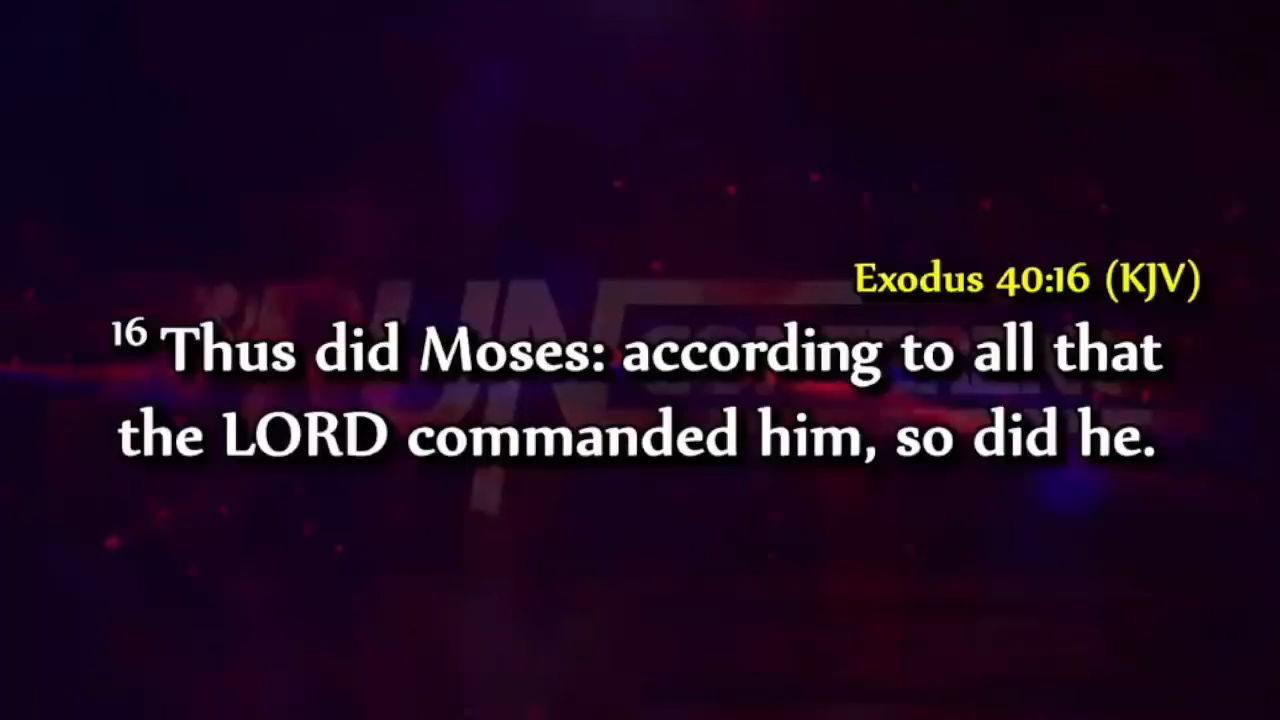 Exodus 40:16 (KJV)
16 Thus did Moses: according to all that
the LORD commanded him, so did he.